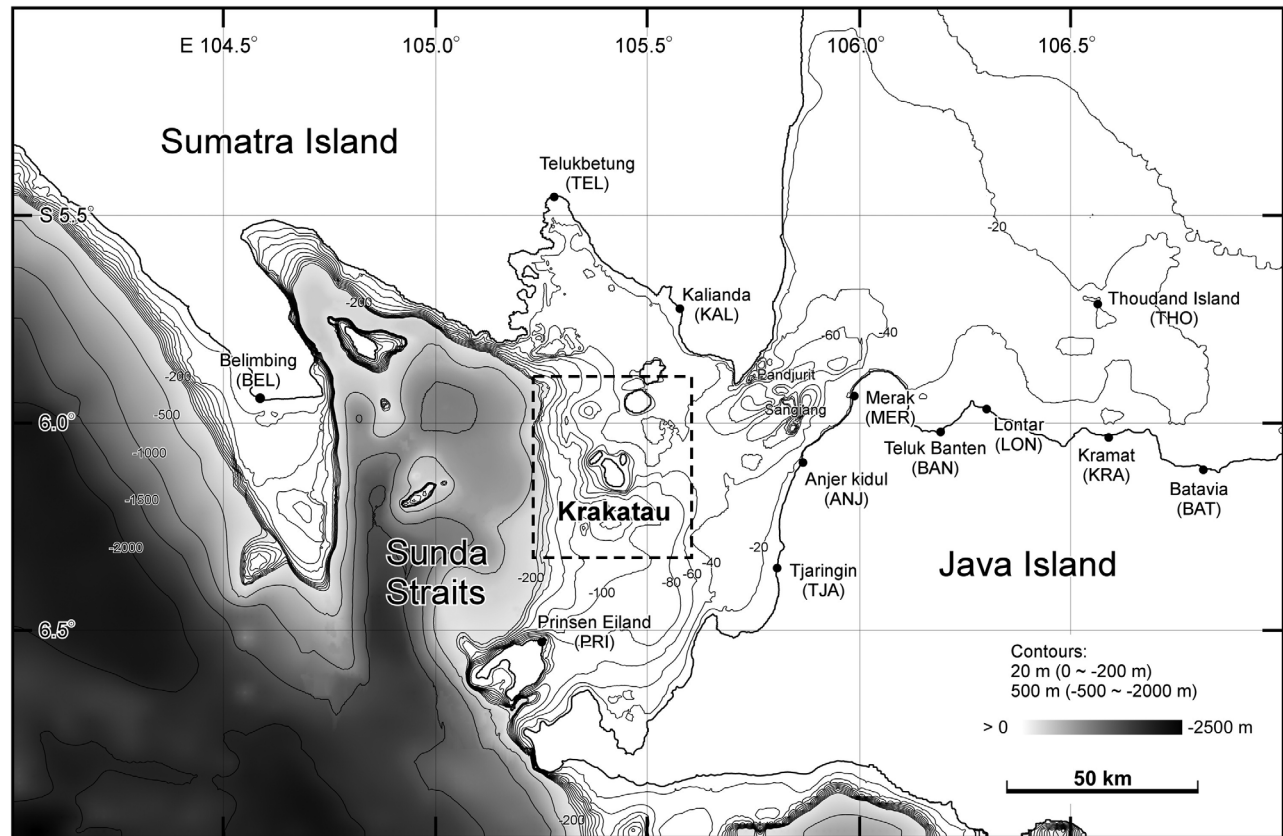 E 104.5° 105.0° 105.5° 106.0° 106.5°
Sumatra Island
Telukbetung
(TEL)
S 5.5°
-20
Kalianda
(KAL)
Thoudand Island
(THO)
-200
-60
-40
Belimbing
(BEL)
-200
-500
-1000
-1500
-2000
Pandjurit
Sangiang
Merak
(MER)
6.0°
Teluk Banten
(BAN)
Lontar
(LON)
Kramat
(KRA)
Anjer kidul
(ANJ)
Batavia
(BAT)
Krakatau
Sunda
Straits
-20
-40
-60
-80
-100
-200
Tjaringin
(TJA)
Java Island
Prinsen Eiland
(PRI)
6.5°
Contours:
20 m (0 ~ -200 m)
500 m (-500 ~ -2000 m)
> 0 -2500 m
50 km
-200